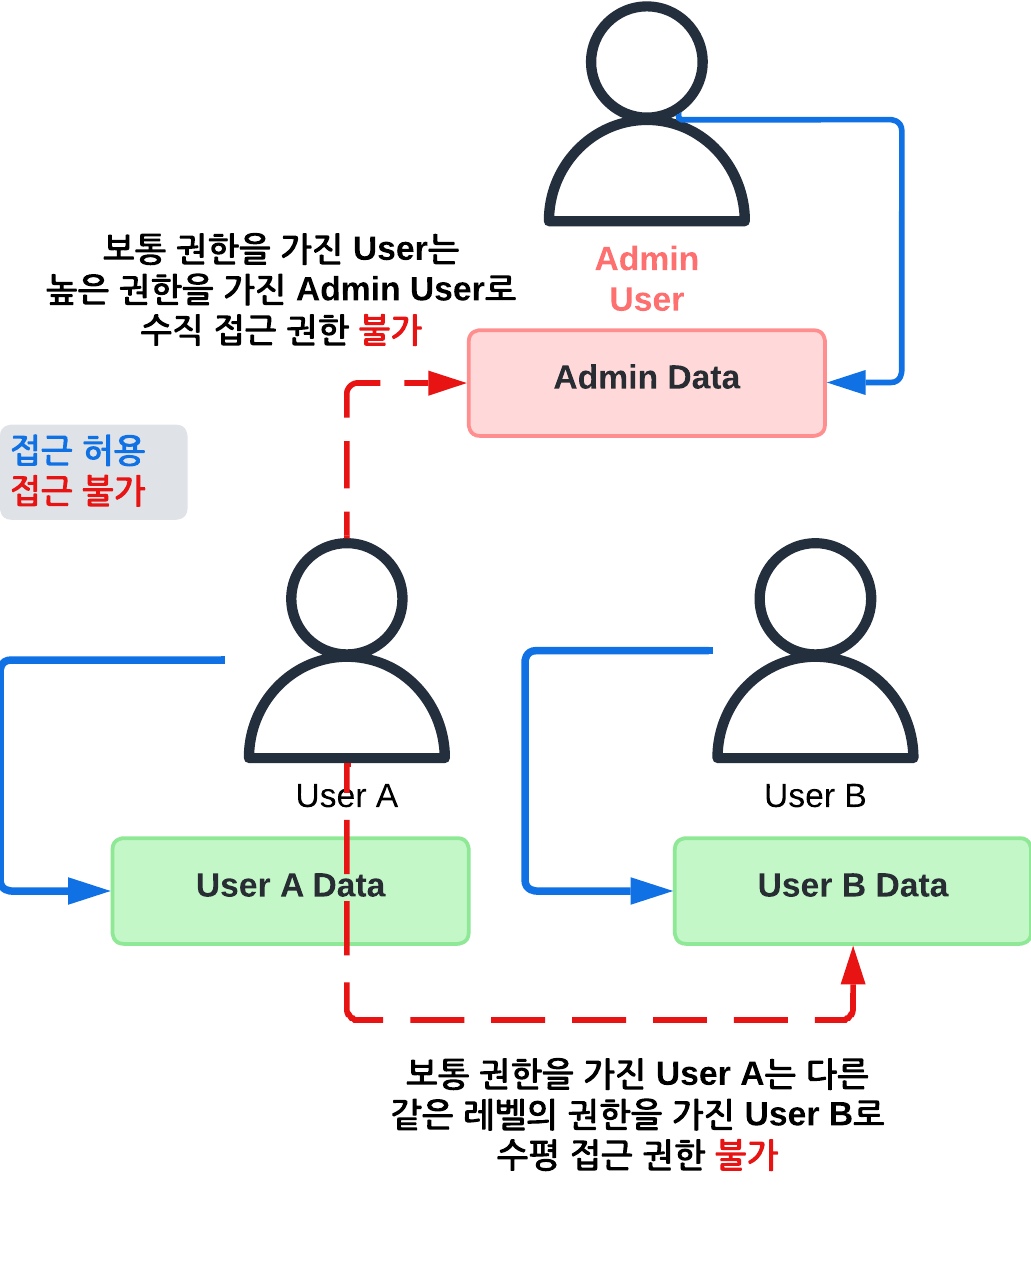 보통 권한을 가진 User는
높은 권한을 가진 Admin User로
수직 접근 권한 불가
Admin
User
Admin Data
접근 허용
접근 불가
User A
User B
User A Data
User B Data
보통 권한을 가진 User A는 다른
같은 레벨의 권한을 가진 User B로
수평 접근 권한 불가